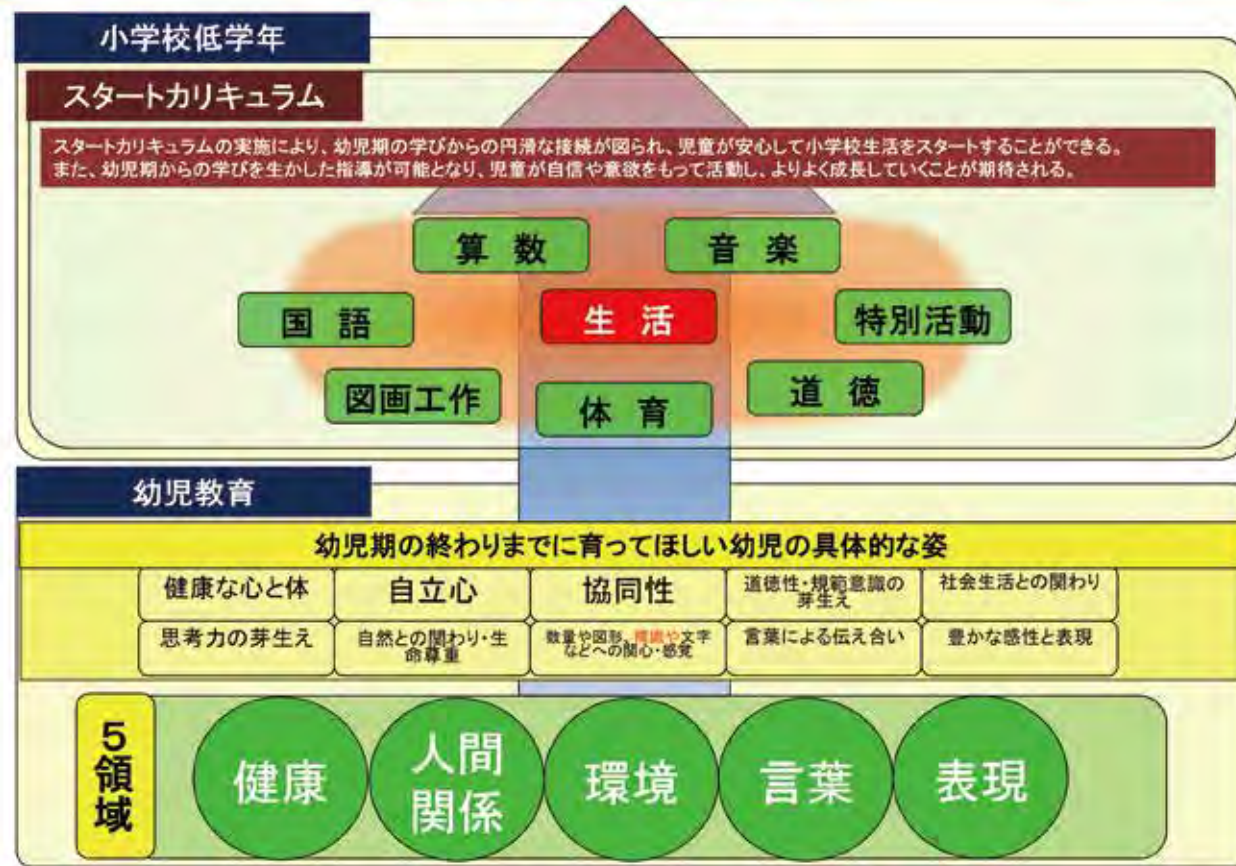 小学校低学年
スタートカリキュラム
スタートカリキュラムの実施により、幼児期の学びからの円滑な接続が図られ、児童が安心して小学校生活をスタートすることができる。
また、幼児期からの学びを生かした指導が可能となり、児童が自信や意欲をもって活動し、よりよく成長していくことが期待される。
算数
音楽
国語
生活
特別活動
図画工作
体育
道徳
幼児教育
幼児期の終わりまでに育ってほしい幼児の具体的な姿
健康な心と体
自立心
協同性
道徳性・規範意識の
芽生え
社会生活との関わり
思考力の芽生え
自然との関わり・生
命尊重
数量や図形、標識や文字
などへの関心・感覚
言葉による伝え合い
豊かな感性と表現
5領域
健康
人間
関係
環境
言葉
表現